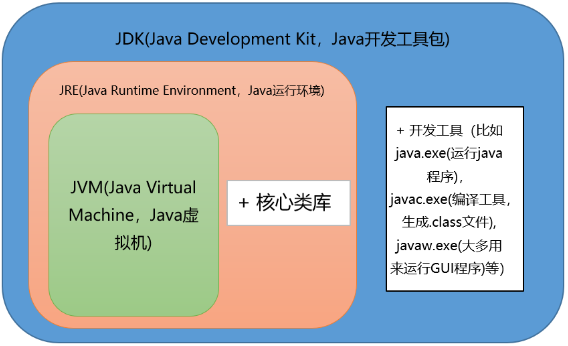 JDK(Java Development Kit，Java开发工具包)
JRE(Java Runtime Environment，Java运行环境)
JVM(Java Virtual
Machine，Java虚
拟机)
+ 核心类库
+ 开发工具（比如
java.exe(运行java
程序)，
javac.exe(编译工具，
生成.class文件),
javaw.exe(大多用
来运行GUI程序)等）